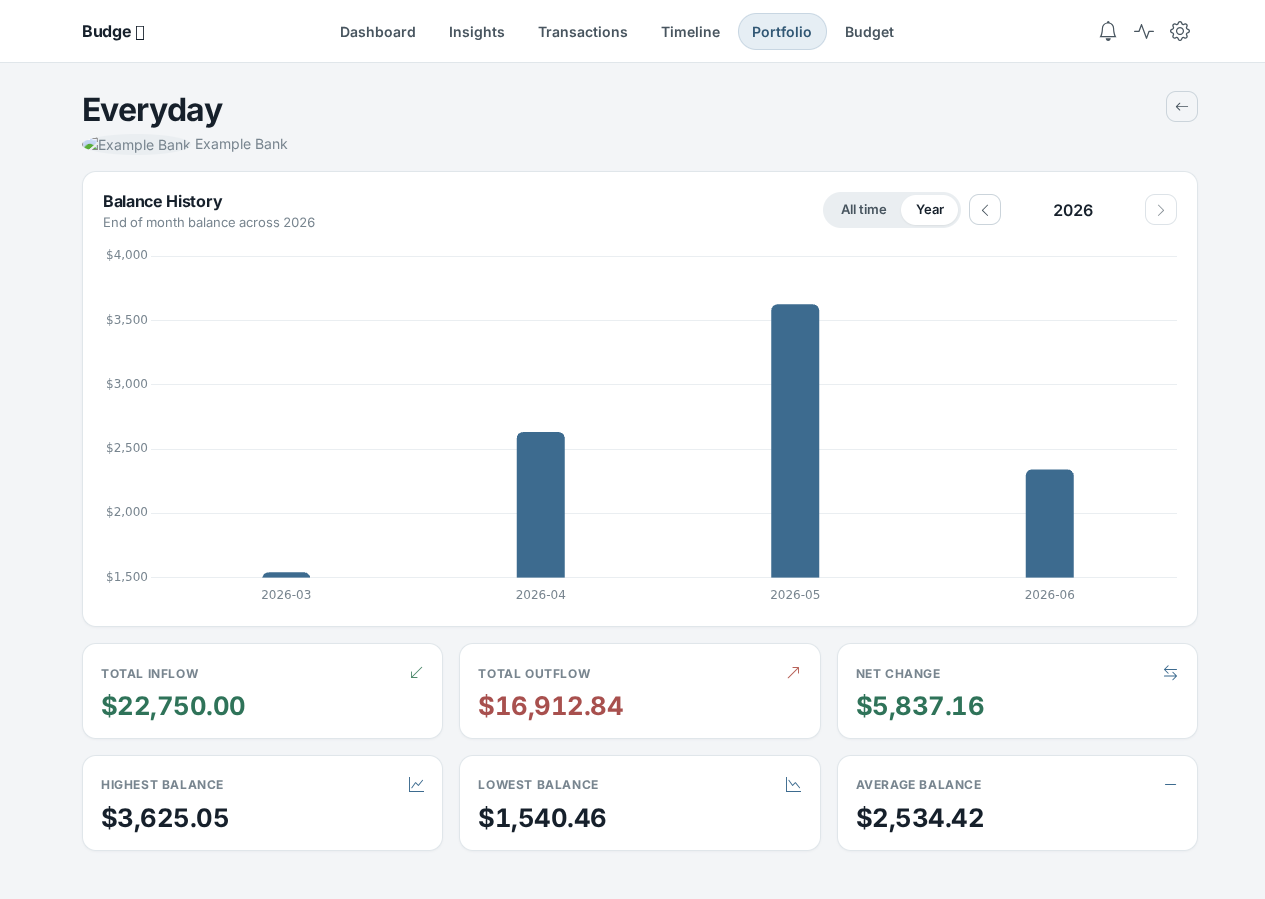 Budge
Dashboard Insights Transactions Timeline Portfolio Budget
Everyday
Example Bank Example Bank
Balance History
End of month balance across 2026
All time Year 2026
$4,000
$3,500
$3,000
$2,500
$2,000
$1,500
2026-03 2026-04 2026-05 2026-06
TOTAL INFLOW
$22,750.00
TOTAL OUTFLOW
$16,912.84
NET CHANGE
$5,837.16
HIGHEST BALANCE
$3,625.05
LOWEST BALANCE
$1,540.46
AVERAGE BALANCE
$2,534.42